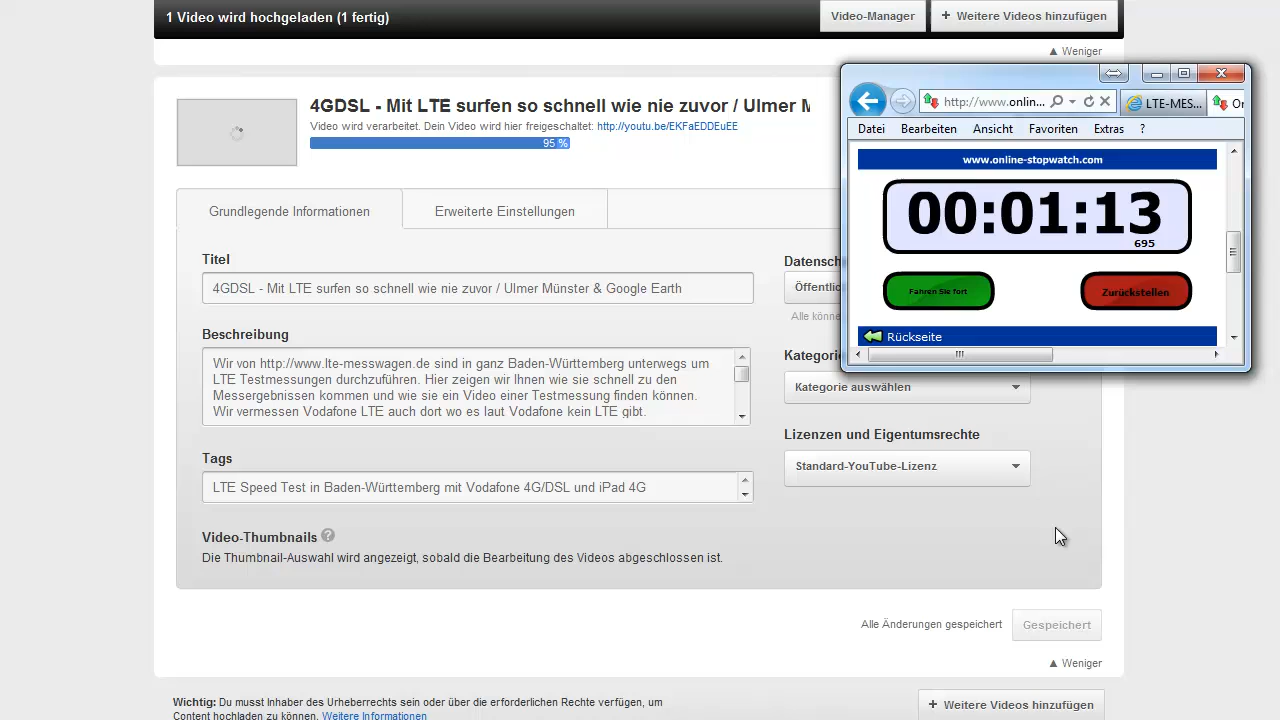 1 Video wird hochgeladen (1 fertig)
Video-Manager
+ Weitere Videos hinzufügen
▲ Weniger
4GDSL - Mit LTE surfen so schnell wie nie zuvor / Ulmer
Video wird verarbeitet. Dein Video wird hier freigeschaltet: http://youtu.be/EKFaEDDEuEE
95 %
Grundlegende Informationen
Erweiterte Einstellungen
Titel
4GDSL - Mit LTE surfen so schnell wie nie zuvor / Ulmer Münster & Google Earth
Beschreibung
Wir von http://www.lte-messwagen.de sind in ganz Baden-Württemberg unterwegs um
LTE Testmessungen durchzuführen. Hier zeigen wir Ihnen wie sie schnell zu den
Messergebnissen kommen und wie sie ein Video einer Testmessung finden können.
Wir vermessen Vodafone LTE auch dort wo es laut Vodafone kein LTE gibt.
Tags
LTE Speed Test in Baden-Württemberg mit Vodafone 4G/DSL und iPad 4G
Video-Thumbnails ?
Die Thumbnail-Auswahl wird angezeigt, sobald die Bearbeitung des Videos abgeschlossen ist.
Datensch
Öffentlic
Alle könne
Kategorie
Kategorie auswählen
Lizenzen und Eigentumsrechte
Standard-YouTube-Lizenz
http://www.onlin...
LTE-MES...
Datei Bearbeiten Ansicht Favoriten Extras ?
www.online-stopwatch.com
00:01:13
695
Fahren Sie fort
Zurückstellen
Rückseite
Alle Änderungen gespeichert
Gespeichert
▲ Weniger
Wichtig: Du musst Inhaber des Urheberrechts sein oder über die erforderlichen Rechte verfügen, um
Content hochladen zu können. Weitere Informationen
+ Weitere Videos hinzufügen